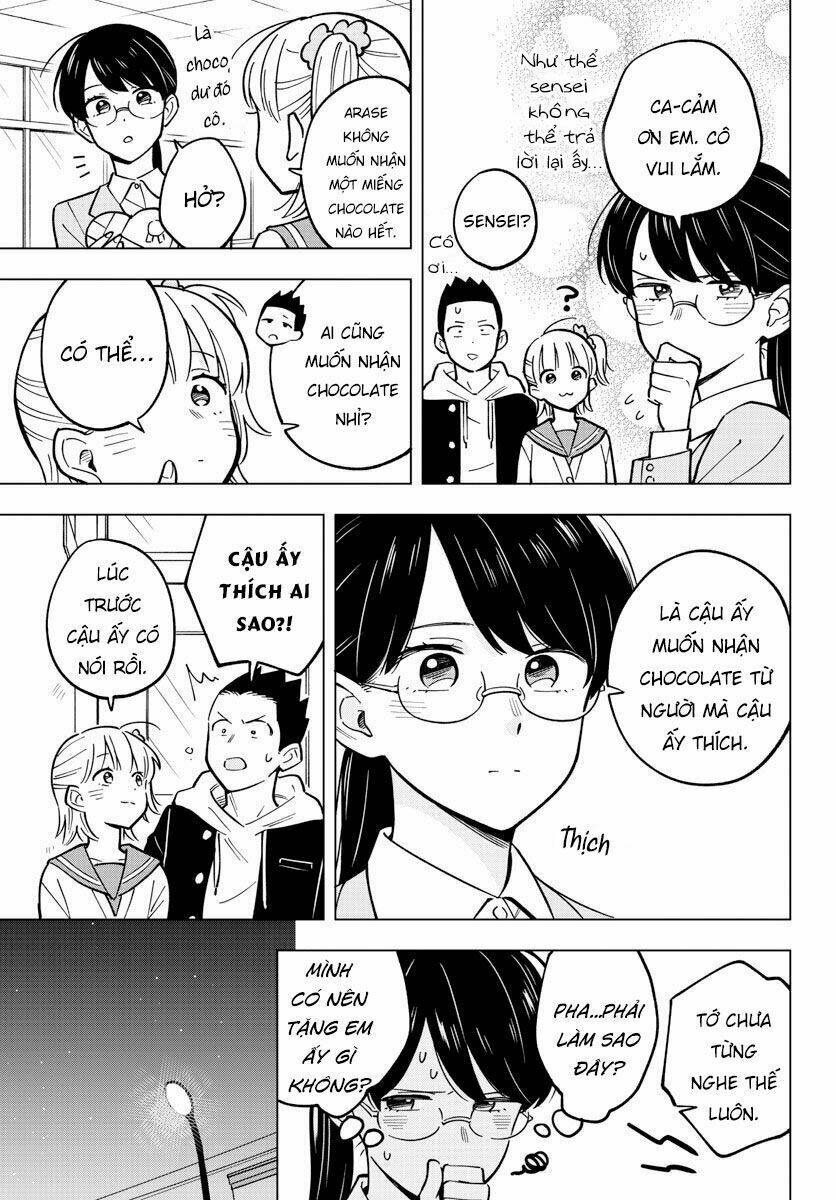 CA-CẢM
ƠN EM. CÔ
VUI LẮM.
Như thể
sensei
không
thể trả
lời lại ấy...
SENSEI?
Cô
ơi...
?
ARASE
KHÔNG
MUỐN NHẬN
MỘT MIẾNG
CHOCOLATE
NÀO HẾT.
Là
choco
dư đó
cô.
HỞ?
AI CŨNG
MUỐN NHẬN
CHOCOLATE
NHỈ?
CÓ THỂ...
LÀ CẬU ẤY
MUỐN NHẬN
CHOCOLATE TỪ
NGƯỜI MÀ CẬU
ẤY THÍCH.
Thịch
CẬU ẤY
THÍCH AI
SAO?!
LÚC
TRƯỚC
CẬU ẤY CÓ
NÓI RỒI.
TỚ CHƯA
TỪNG
NGHE THẾ
LUÔN.
PHA...PHẢI
LÀM SAO
ĐÂY?
MÌNH
CÓ NÊN
TẶNG EM
ẤY GÌ
KHÔNG?